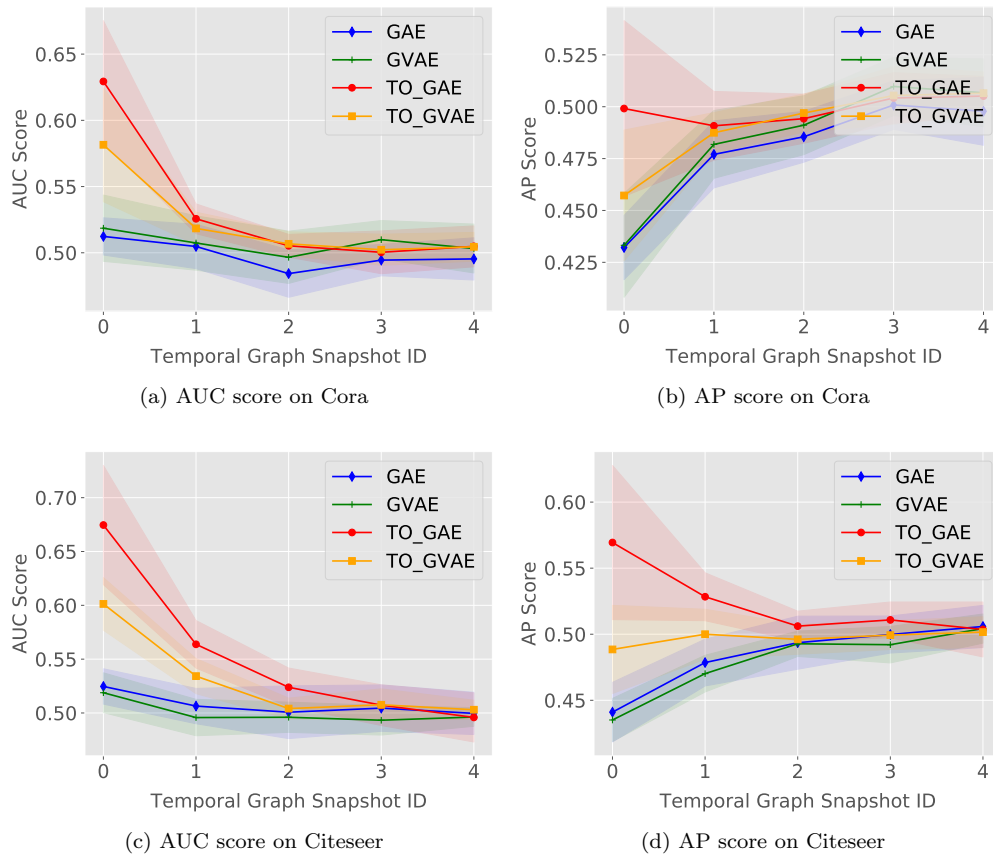 GAE
GVAE
TO_GAE
TO_GVAE
0.65
0.60
0.55
0.50
AUC Score
0 1 2 3 4
Temporal Graph Snapshot ID
(a) AUC score on Cora
GAE
GVAE
TO_GAE
TO_GVAE
0.525
0.500
0.475
0.450
0.425
AP Score
0 1 2 3 4
Temporal Graph Snapshot ID
(b) AP score on Cora
GAE
GVAE
TO_GAE
TO_GVAE
0.70
0.65
0.60
0.55
0.50
AUC Score
0 1 2 3 4
Temporal Graph Snapshot ID
(c) AUC score on Citeseer
GAE
GVAE
TO_GAE
TO_GVAE
0.60
0.55
0.50
0.45
AP Score
0 1 2 3 4
Temporal Graph Snapshot ID
(d) AP score on Citeseer